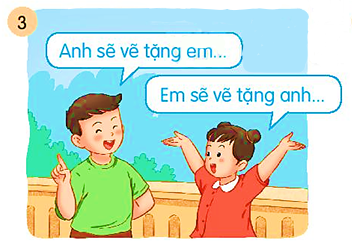 3
Anh sẽ vẽ tặng em...
Em sẽ vẽ tặng anh...